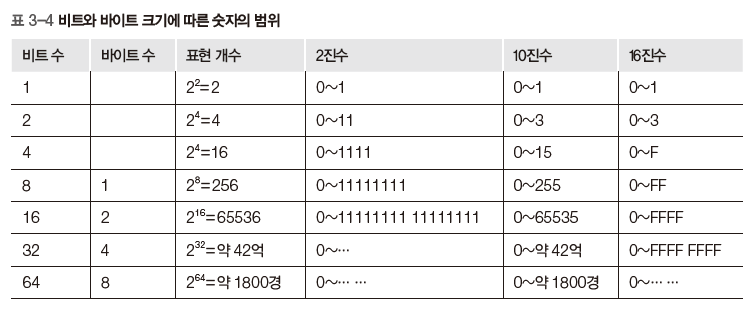 표 3-4 비트와 바이트 크기에 따른 숫자의 범위
비트 수 바이트 수 표현 개수 2진수 10진수 16진수
1 2²=2 0~1 0~1 0~1
2 2⁴=4 0~11 0~3 0~3
4 2⁴=16 0~1111 0~15 0~F
8 1 2⁸=256 0~11111111 0~255 0~FF
16 2 2¹⁶=65536 0~11111111 11111111 0~65535 0~FFFF
32 4 2³²=약 42억 0~… 0~약 42억 0~FFFF FFFF
64 8 2⁶⁴=약 1800경 0~… … 0~약 1800경 0~… …